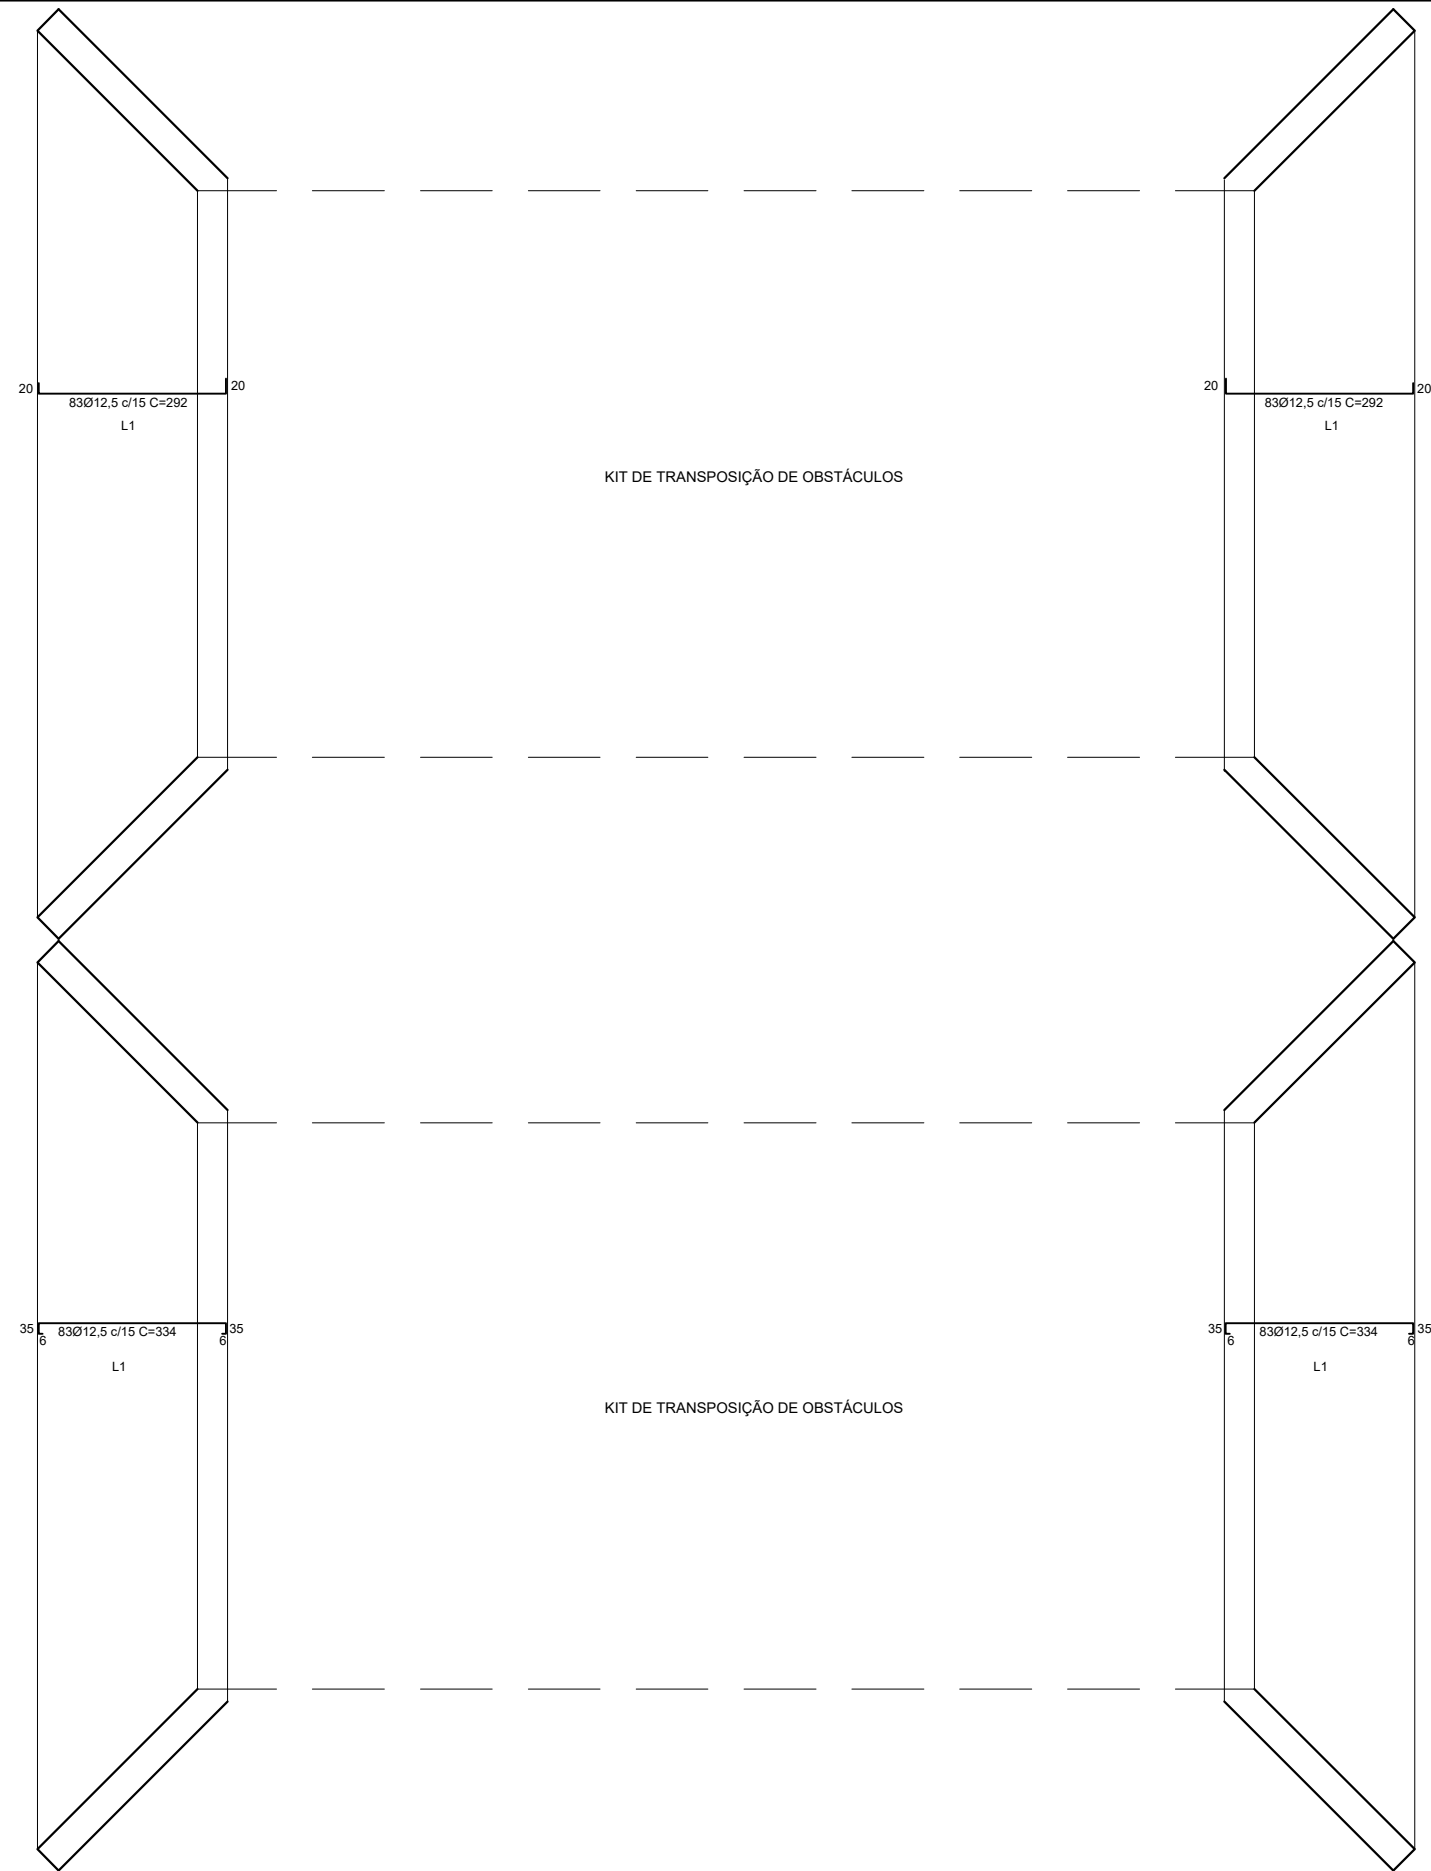 20
20
83Ø12,5 c/15 C=292
L1
20
20
83Ø12,5 c/15 C=292
L1
KIT DE TRANSPOSIÇÃO DE OBSTÁCULOS
35
83Ø12,5 c/15 C=334
35
6
6
L1
35
83Ø12,5 c/15 C=334
35
6
6
L1
KIT DE TRANSPOSIÇÃO DE OBSTÁCULOS